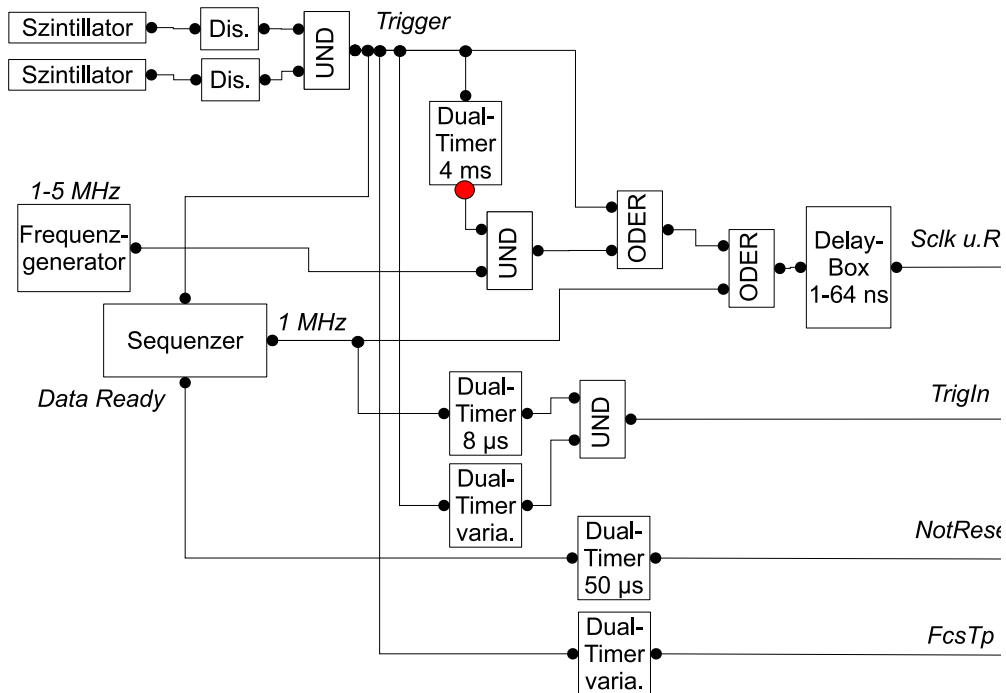 Szintillator
Dis.
UND
Trigger
Szintillator
Dis.
Dual-
Timer
4 ms
1-5 MHz
Frequenz-
generator
UND
ODER
ODER
Delay-
Box
1-64 ns
Sclk u.R
Sequenzer
1 MHz
Data Ready
Dual-
Timer
8 µs
UND
TrigIn
Dual-
Timer
varia.
Dual-
Timer
50 µs
NotRese
Dual-
Timer
varia.
FcsTp